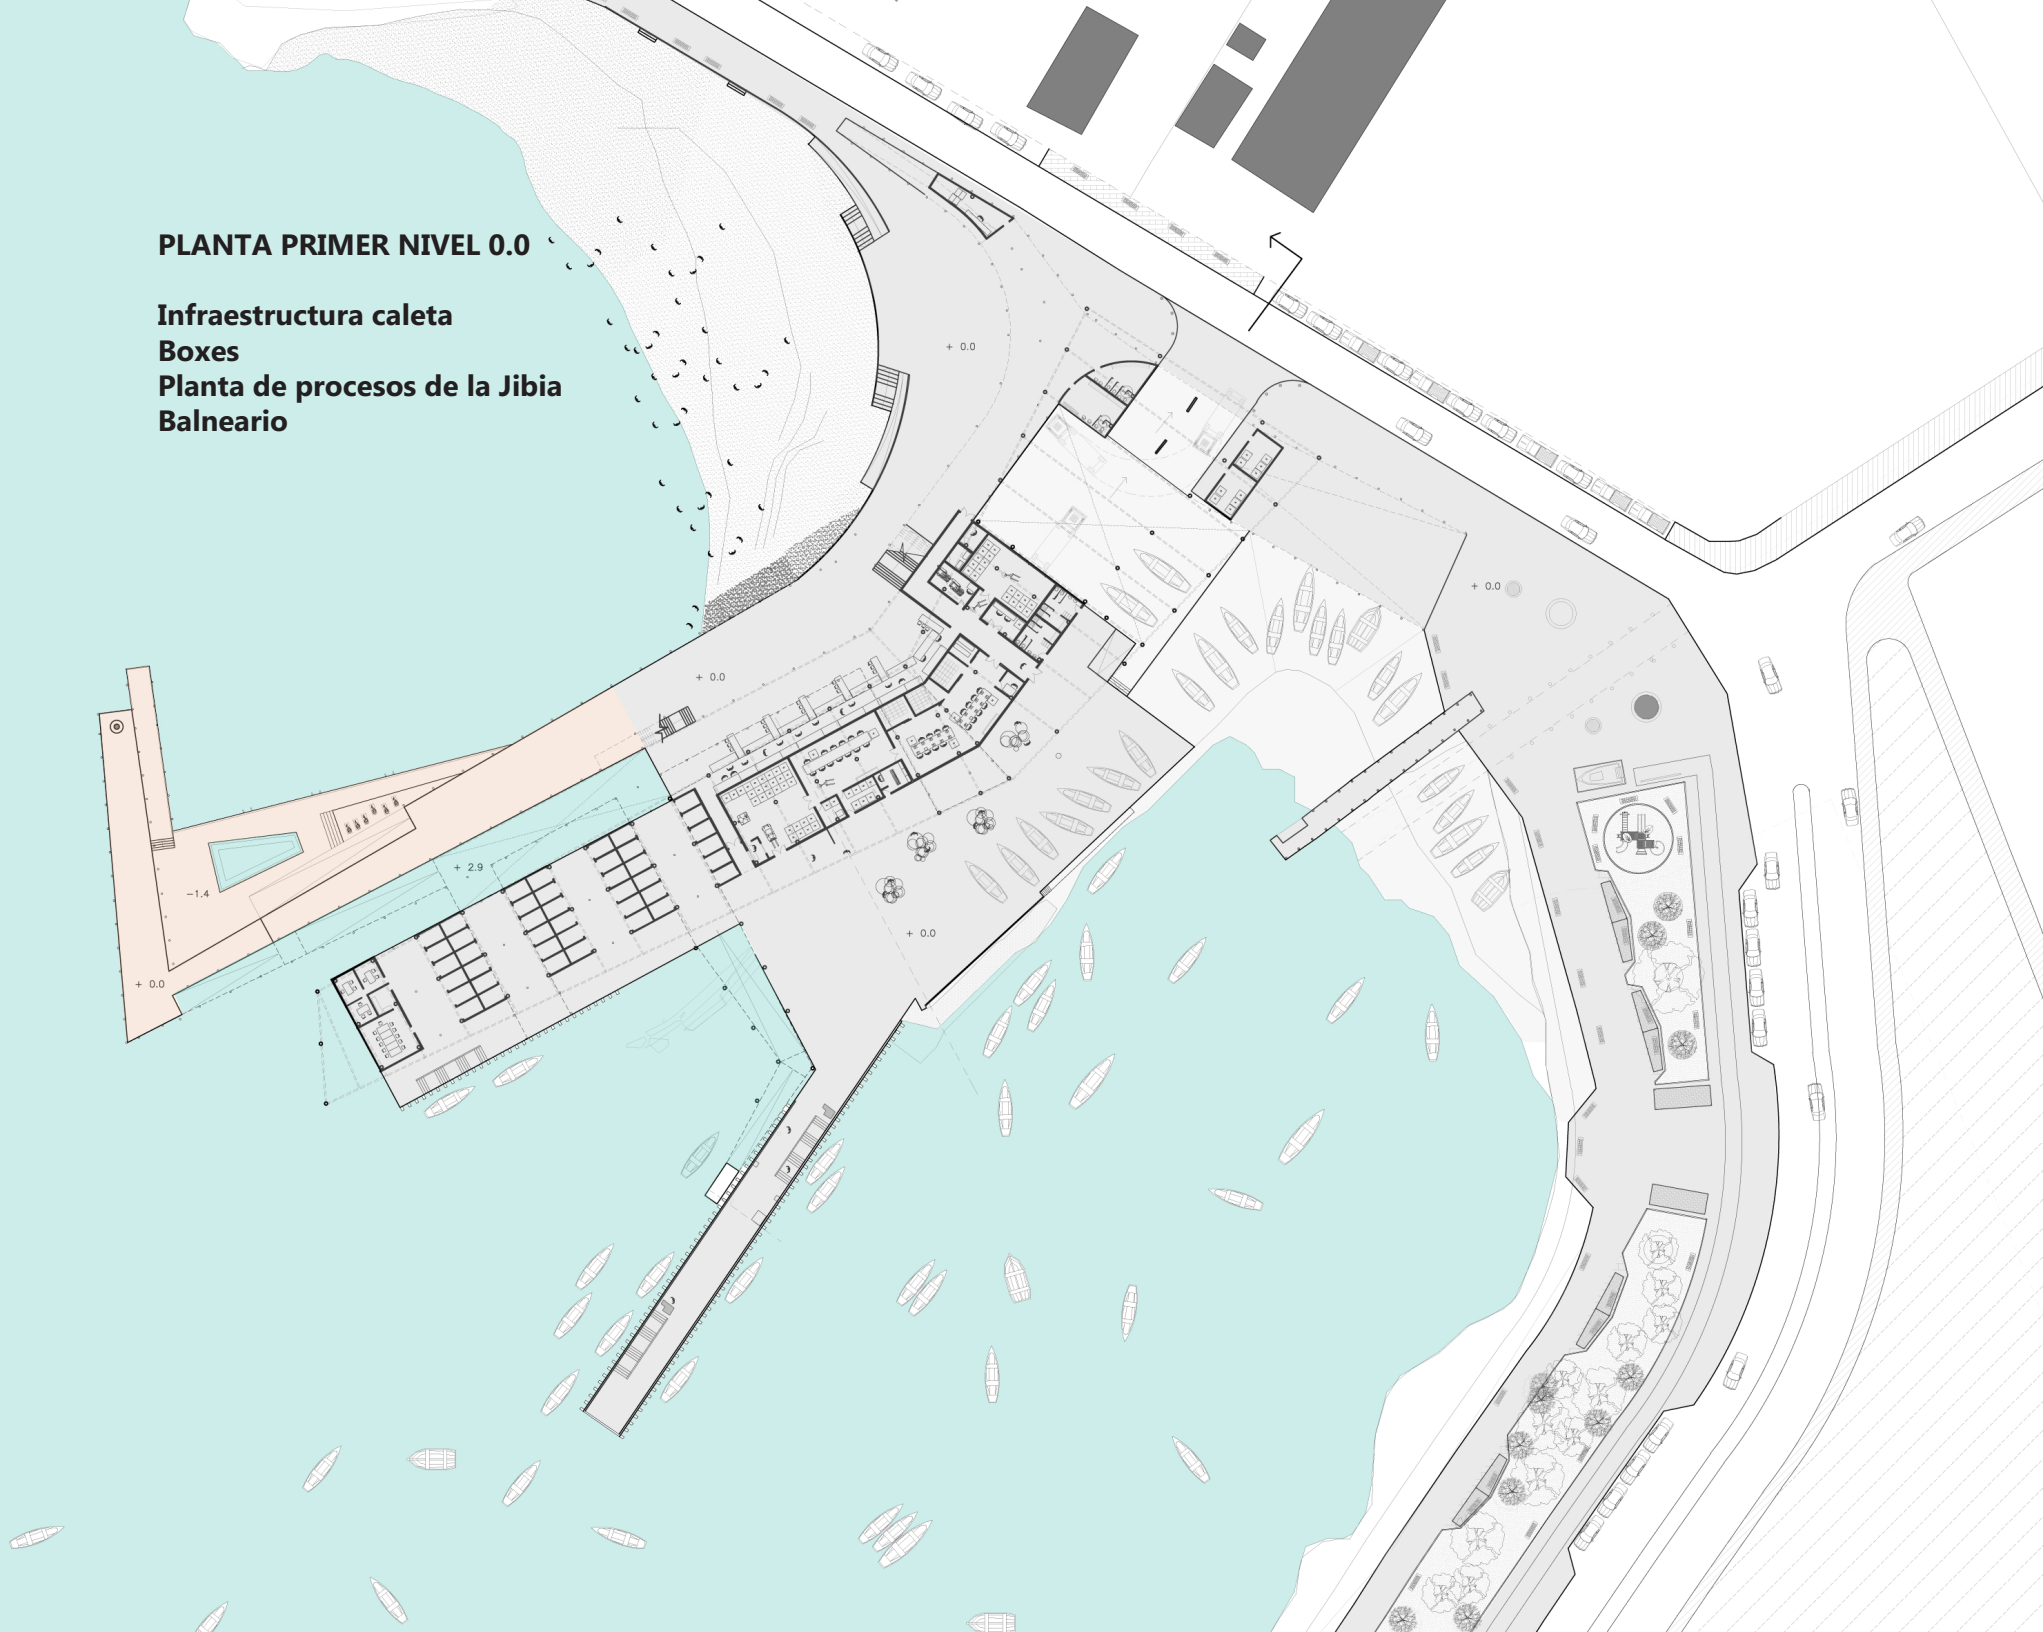 PLANTA PRIMER NIVEL 0.0
Infraestructura caleta
Boxes
Planta de procesos de la Jibia
Balneario
+ 0.0
+ 0.0
+ 0.0
+ 2.9
-1.4
+ 0.0
+ 0.0